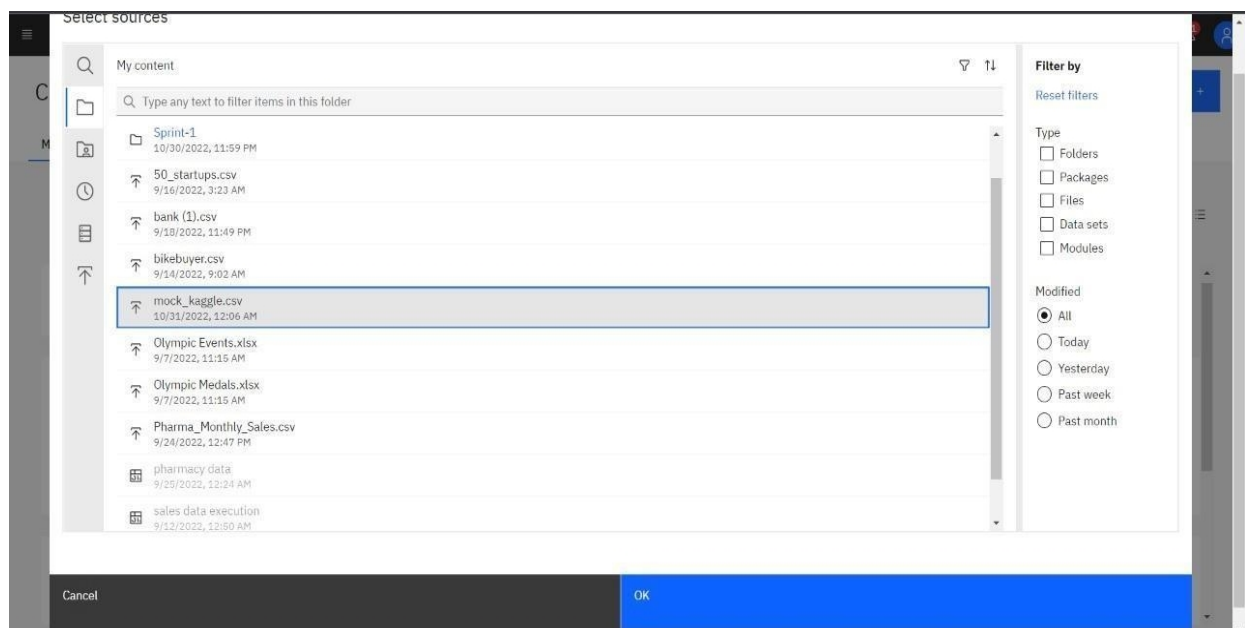 Select sources
1
C
M
My content
Filter by
Type any text to filter items in this folder
Reset filters
Sprint-1
10/30/2022, 11:59 PM
50_startups.csv
9/16/2022, 3:23 AM
bank (1).csv
9/18/2022, 11:49 PM
bikebuyer.csv
9/14/2022, 9:02 AM
mock_kaggle.csv
10/31/2022, 12:06 AM
Olympic Events.xlsx
9/7/2022, 11:15 AM
Olympic Medals.xlsx
9/7/2022, 11:15 AM
Pharma_Monthly_Sales.csv
9/24/2022, 12:47 PM
pharmacy data
9/25/2022, 12:24 AM
sales data execution
9/12/2022, 12:50 AM
Type
Folders
Packages
Files
Data sets
Modules
Modified
All
Today
Yesterday
Past week
Past month
Cancel
OK